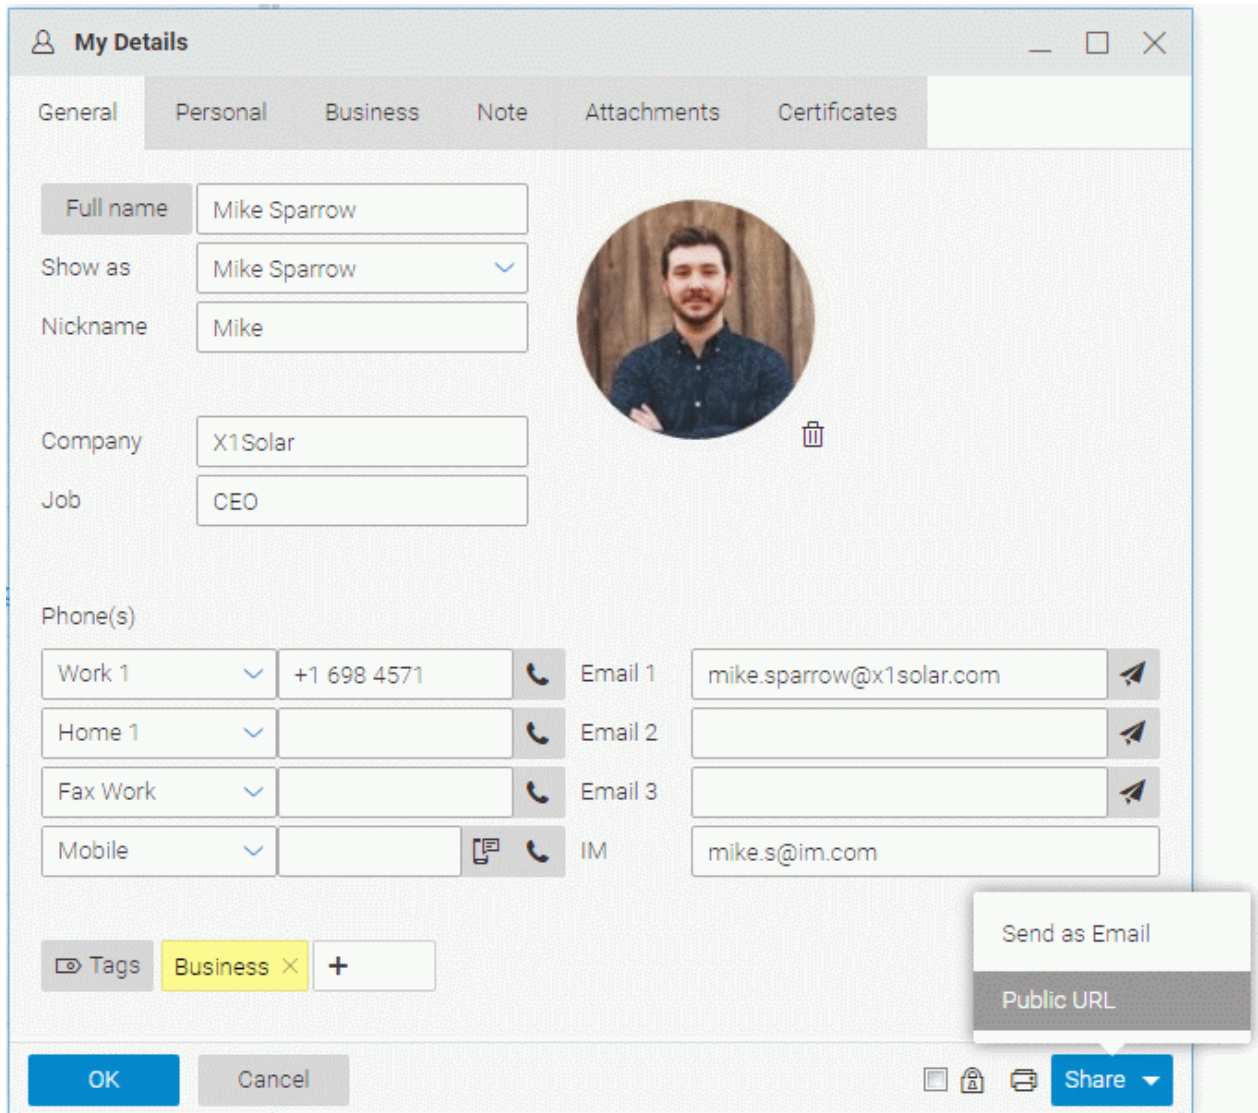 My Details
General Personal Business Note Attachments Certificates
Full name Mike Sparrow
Show as Mike Sparrow
Nickname Mike
Company X1Solar
Job CEO
Phone(s)
Work 1 +1 698 4571 Email 1 mike.sparrow@x1solar.com
Home 1 Email 2
Fax Work Email 3
Mobile IM mike.s@im.com
Send as Email
Tags Business +
Public URL
OK Cancel Share